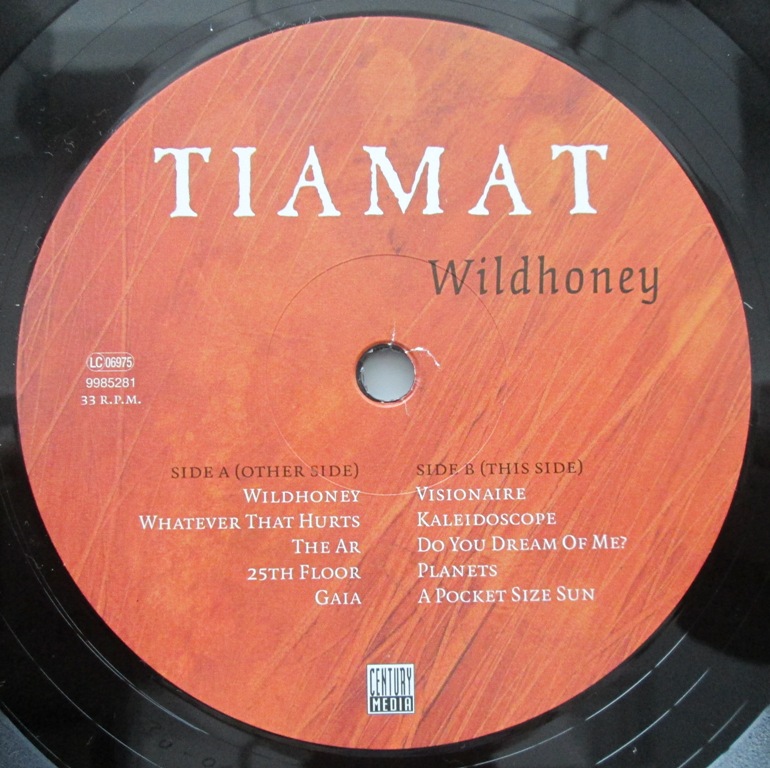 TIAMAT
Wildhoney
LC 06975
9985281
33 R.P.M.
SIDE A (OTHER SIDE)
WILDHONEY
WHATEVER THAT HURTS
THE AR
25TH FLOOR
GAIA
SIDE B (THIS SIDE)
VISIONAIRE
KALEIDOSCOPE
DO YOU DREAM OF ME?
PLANETS
A POCKET SIZE SUN
CENTURY
MEDIA